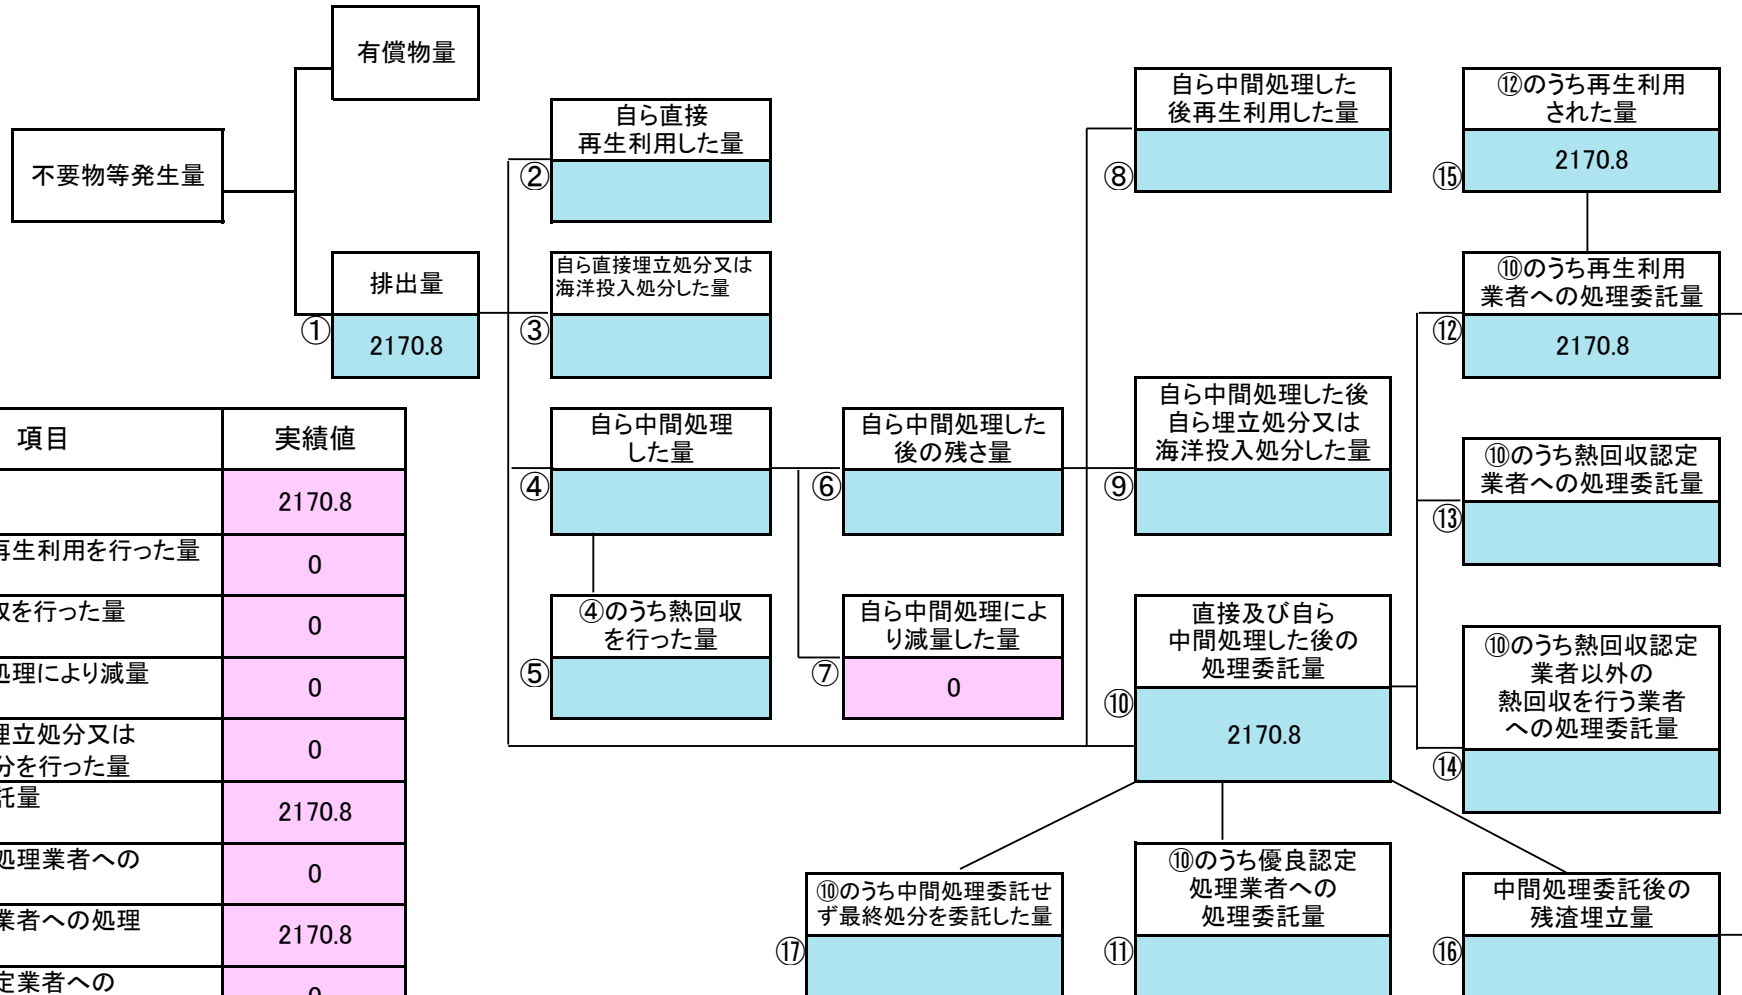 有償物量
不要物等発生量
排出量
①
2170.8
自ら直接
再生利用した量
②
自ら直接埋立処分又は
海洋投入処分した量
③
自ら中間処理
した量
④
④のうち熱回収
を行った量
⑤
自ら中間処理した
後の残さ量
⑥
自ら中間処理によ
り減量した量
⑦
0
自ら中間処理した
後再生利用した量
⑧
自ら中間処理した後
自ら埋立処分又は
海洋投入処分した量
⑨
直接及び自ら
中間処理した後の
処理委託量
⑩
2170.8
⑫のうち再生利用
された量
⑮
2170.8
⑩のうち再生利用
業者への処理委託量
⑫
2170.8
⑩のうち熱回収認定
業者への処理委託量
⑬
⑩のうち熱回収認定
業者以外の
熱回収を行う業者
への処理委託量
⑭
⑩のうち中間処理委託せ
ず最終処分を委託した量
⑰
⑩のうち優良認定
処理業者への
処理委託量
⑪
中間処理委託後の
残渣埋立量
⑯
項目
実績値
2170.8
再生利用を行った量
0
収を行った量
0
処理により減量
0
埋立処分又は
分を行った量
0
託量
2170.8
処理業者への
0
業者への処理
2170.8
定業者への
0